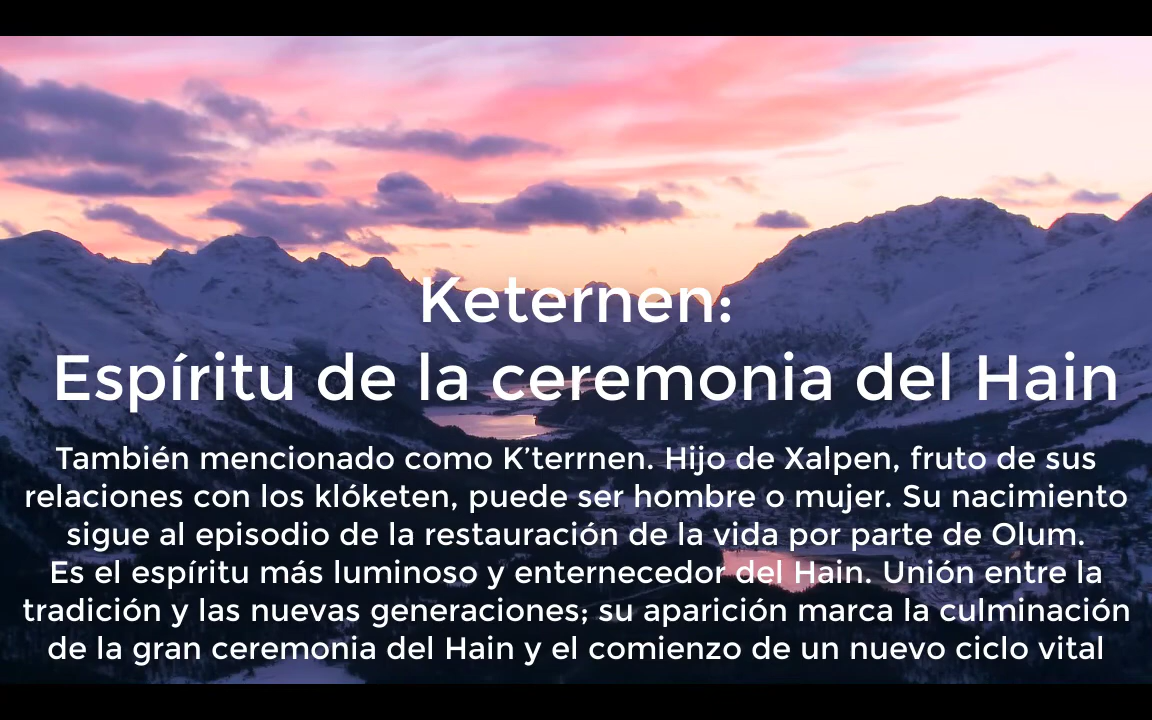 Keternen:
Espíritu de la ceremonia del Hain
También mencionado como K’terrnen. Hijo de Xalpen, fruto de sus
relaciones con los klóketen, puede ser hombre o mujer. Su nacimiento
sigue al episodio de la restauración de la vida por parte de Olum.
Es el espíritu más luminoso y enternecedor del Hain. Unión entre la
tradición y las nuevas generaciones; su aparición marca la culminación
de la gran ceremonia del Hain y el comienzo de un nuevo ciclo vital